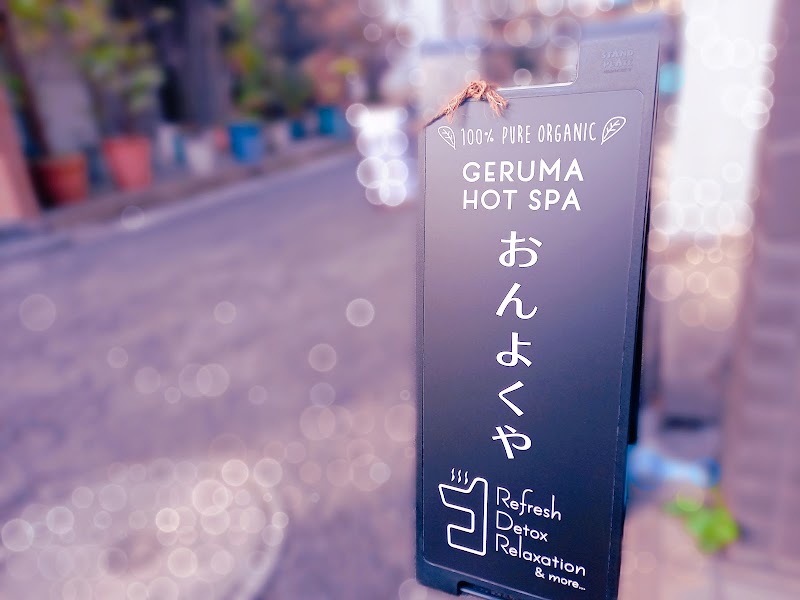 100% PURE ORGANIC
GERUMA
HOT SPA
おんよくや
Refresh
Detox
Relaxation
& more...